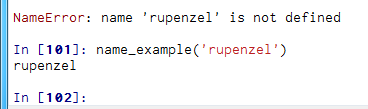 NameError: name 'rupenzel' is not defined
In [101]: name_example('rupenzel')
rupenzel
In [102]: